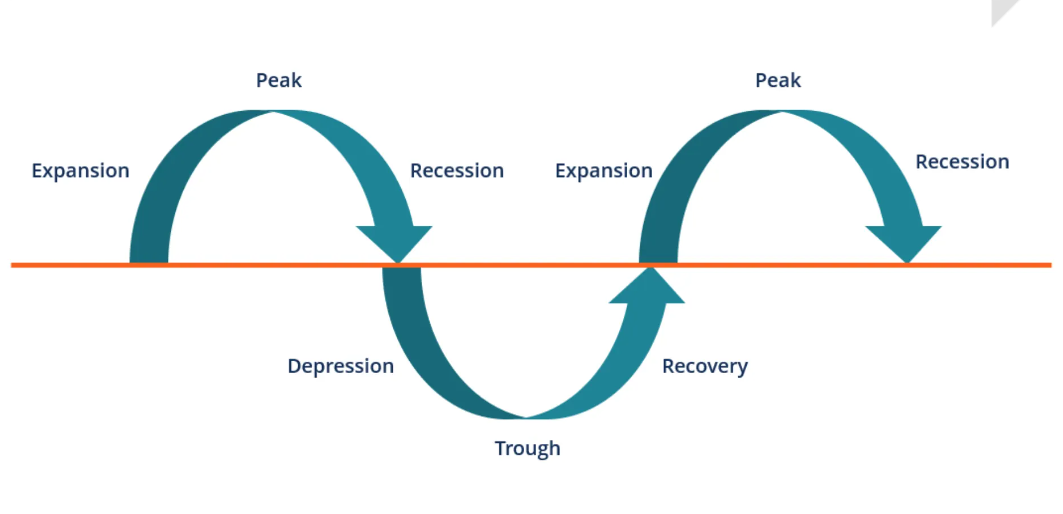 Peak
Peak
Expansion
Recession
Expansion
Recession
Depression
Recovery
Trough